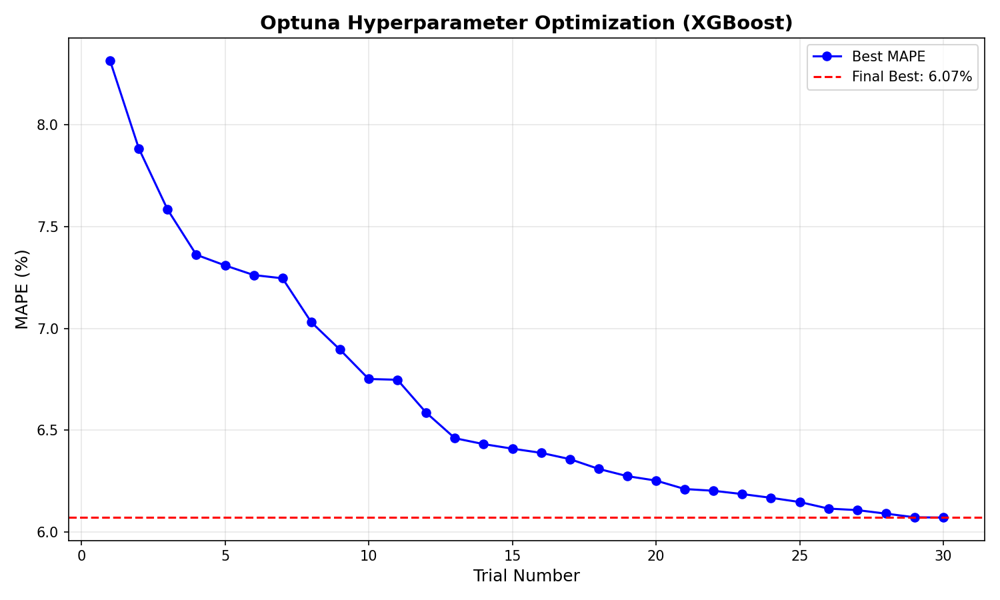 Optuna Hyperparameter Optimization (XGBoost)
Best MAPE
Final Best: 6.07%
MAPE (%)
8.0
7.5
7.0
6.5
6.0
0 5 10 15 20 25 30
Trial Number